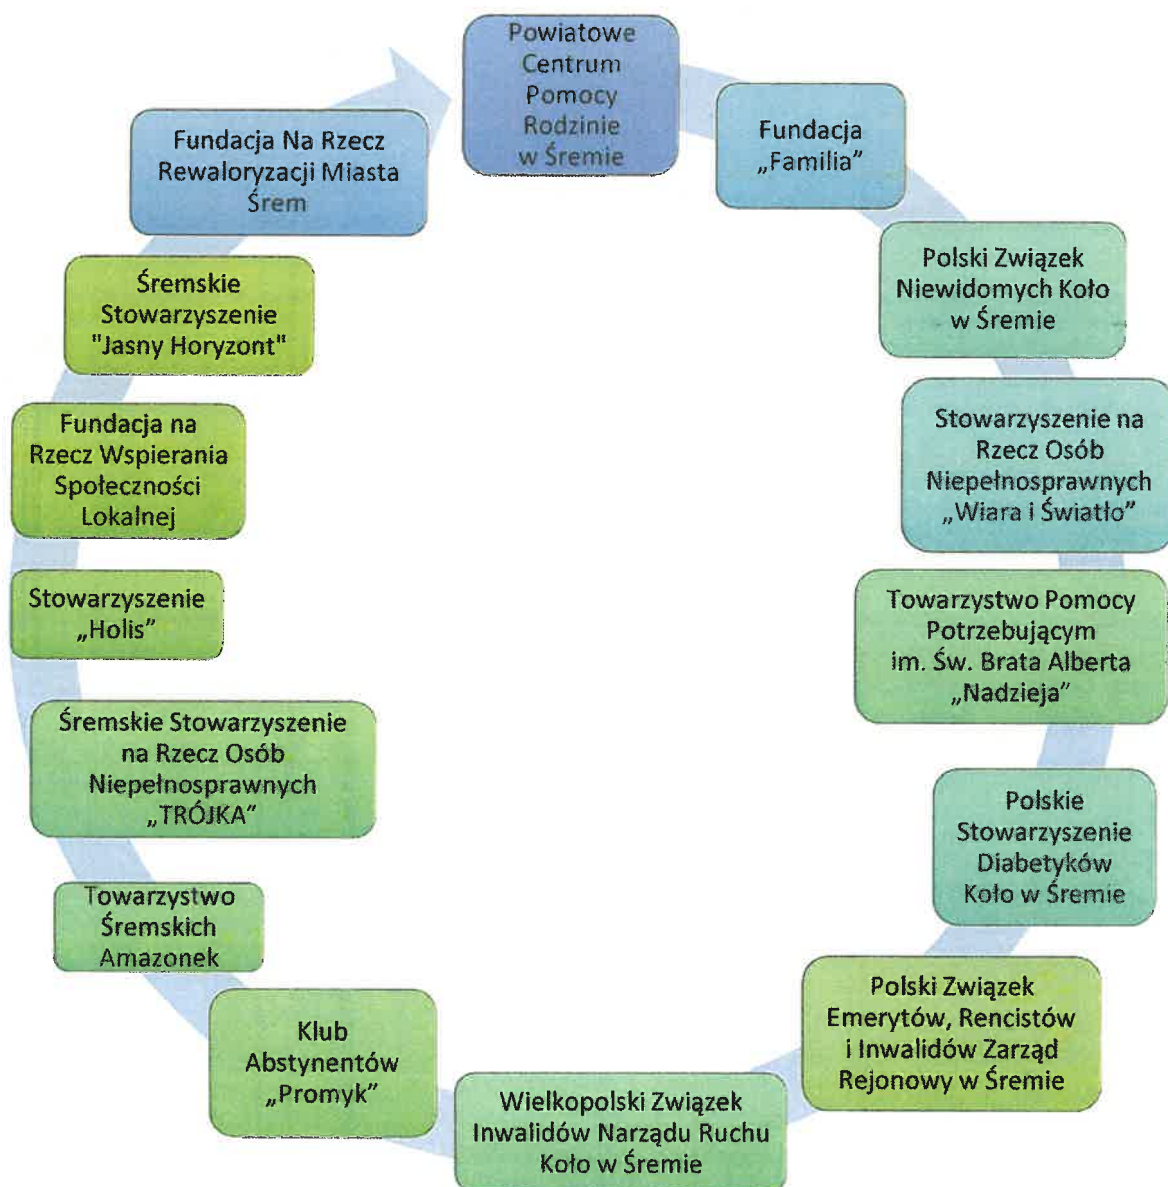 Powiatowe
Centrum
Pomocy
Rodzinie
w Śremie
Fundacja
„Familia”
Polski Związek
Niewidomych Koło
w Śremie
Stowarzyszenie na
Rzecz Osób
Niepełnosprawnych
„Wiara i Światło”
Towarzystwo Pomocy
Potrzebującym
im. Św. Brata Alberta
„Nadzieja”
Polskie
Stowarzyszenie
Diabetyków
Koło w Śremie
Polski Związek
Emerytów, Rencistów
i Inwalidów Zarząd
Rejonowy w Śremie
Wielkopolski Związek
Inwalidów Narządu Ruchu
Koło w Śremie
Klub
Abstynentów
„Promyk”
Towarzystwo
Śremskich
Amazonek
Śremskie Stowarzyszenie
na Rzecz Osób
Niepełnosprawnych
„TRÓJKA”
Stowarzyszenie
„Holis”
Fundacja na
Rzecz Wspierania
Społeczności
Lokalnej
Śremskie
Stowarzyszenie
"Jasny Horyzont"
Fundacja Na Rzecz
Rewaloryzacji Miasta
Śrem